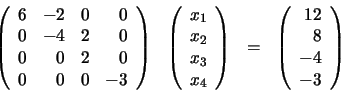 ( 6 −2 0 0 ) ( x₁ ) = ( 12 )
( 0 −4 2 0 ) ( x₂ ) ( 8 )
( 0 0 2 0 ) ( x₃ ) ( −4 )
( 0 0 0 −3 ) ( x₄ ) ( −3 )